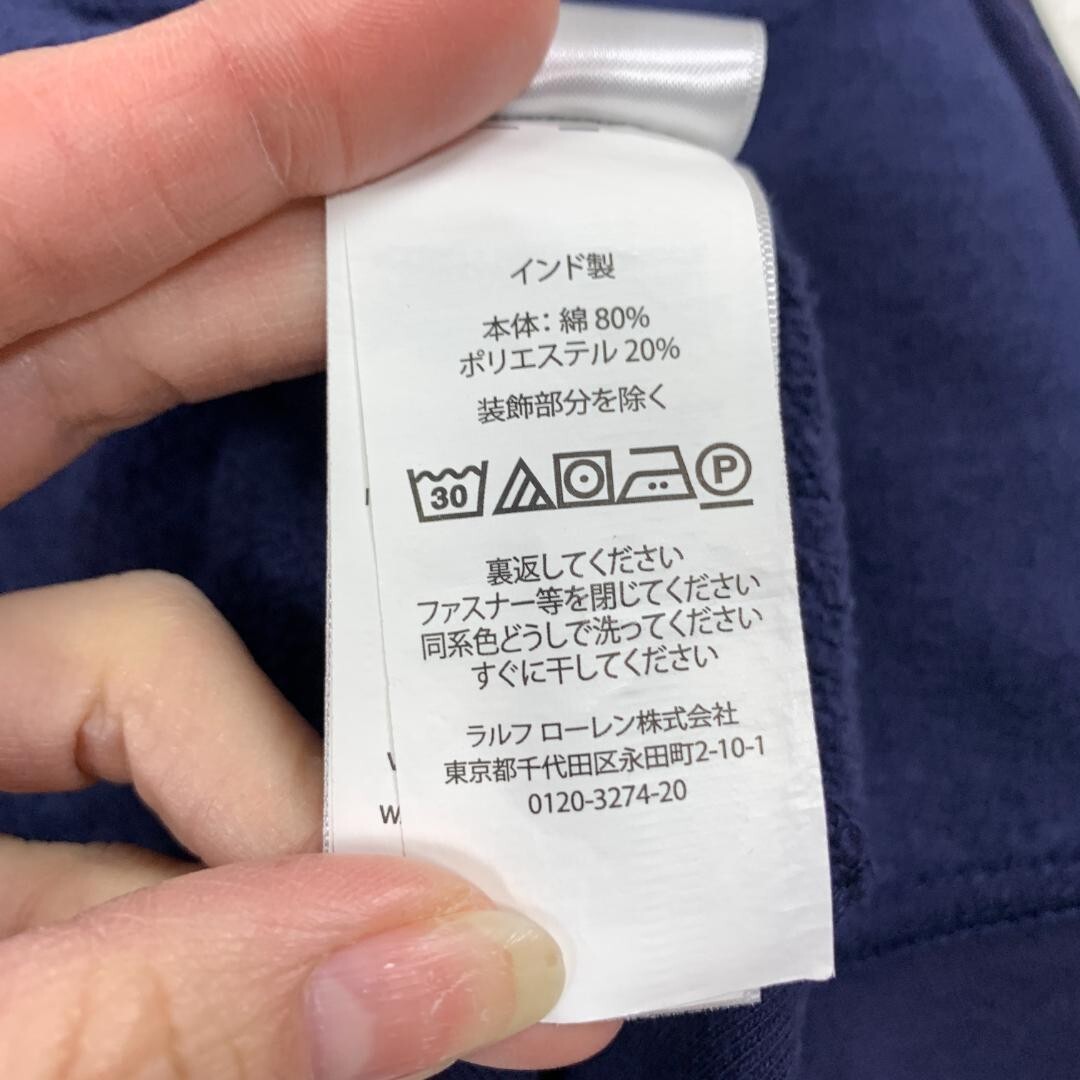 インド製
本体：綿 80%
ポリエステル 20%
装飾部分を除く
30 P
裏返してください
ファスナー等を閉じてください
同系色どうしで洗ってください
すぐに干してください
ラルフ ローレン株式会社
東京都千代田区永田町2-10-1
0120-3274-20